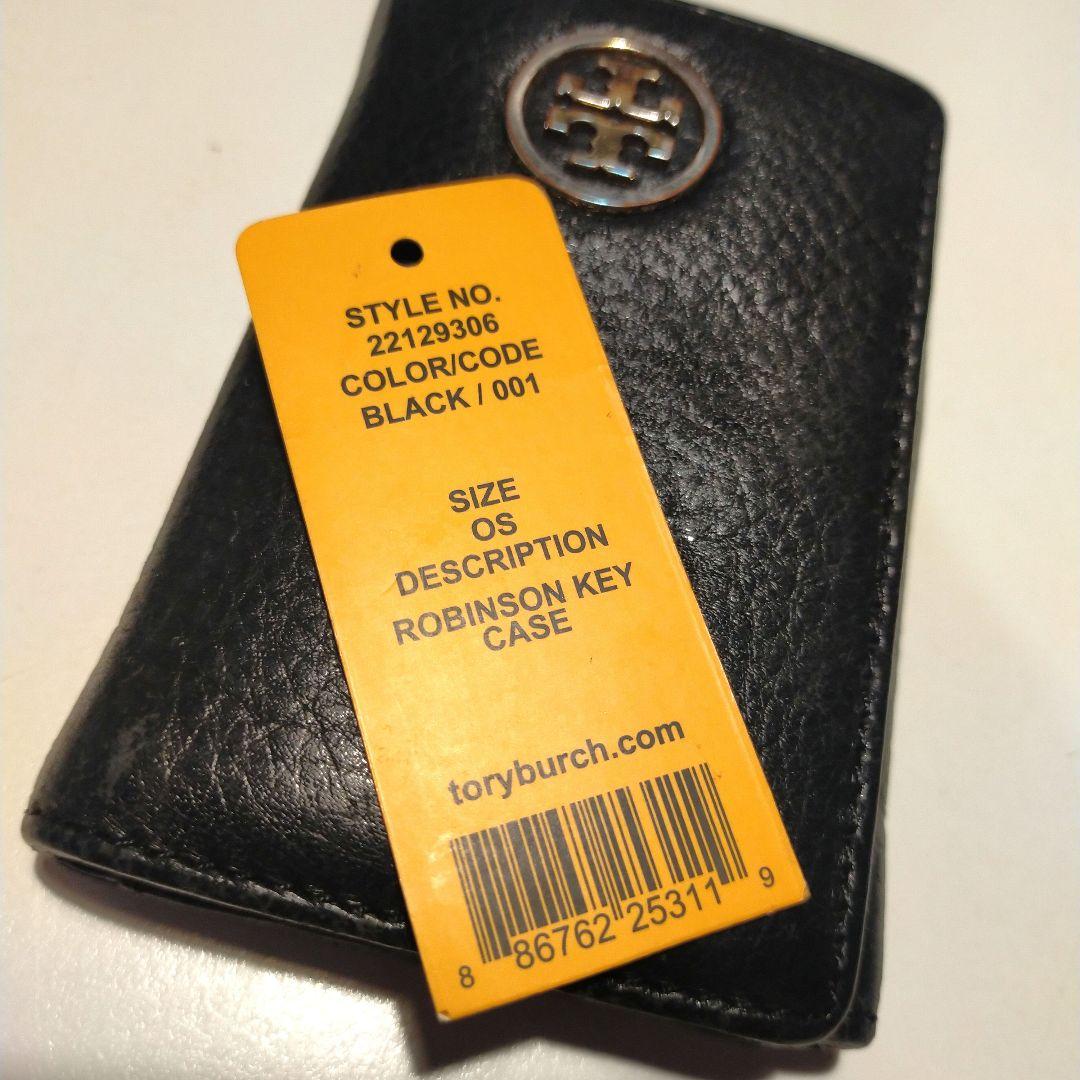 STYLE NO.
22129306
COLOR/CODE
BLACK / 001
SIZE
OS
DESCRIPTION
ROBINSON KEY
CASE
toryburch.com
8 86762 25311 9